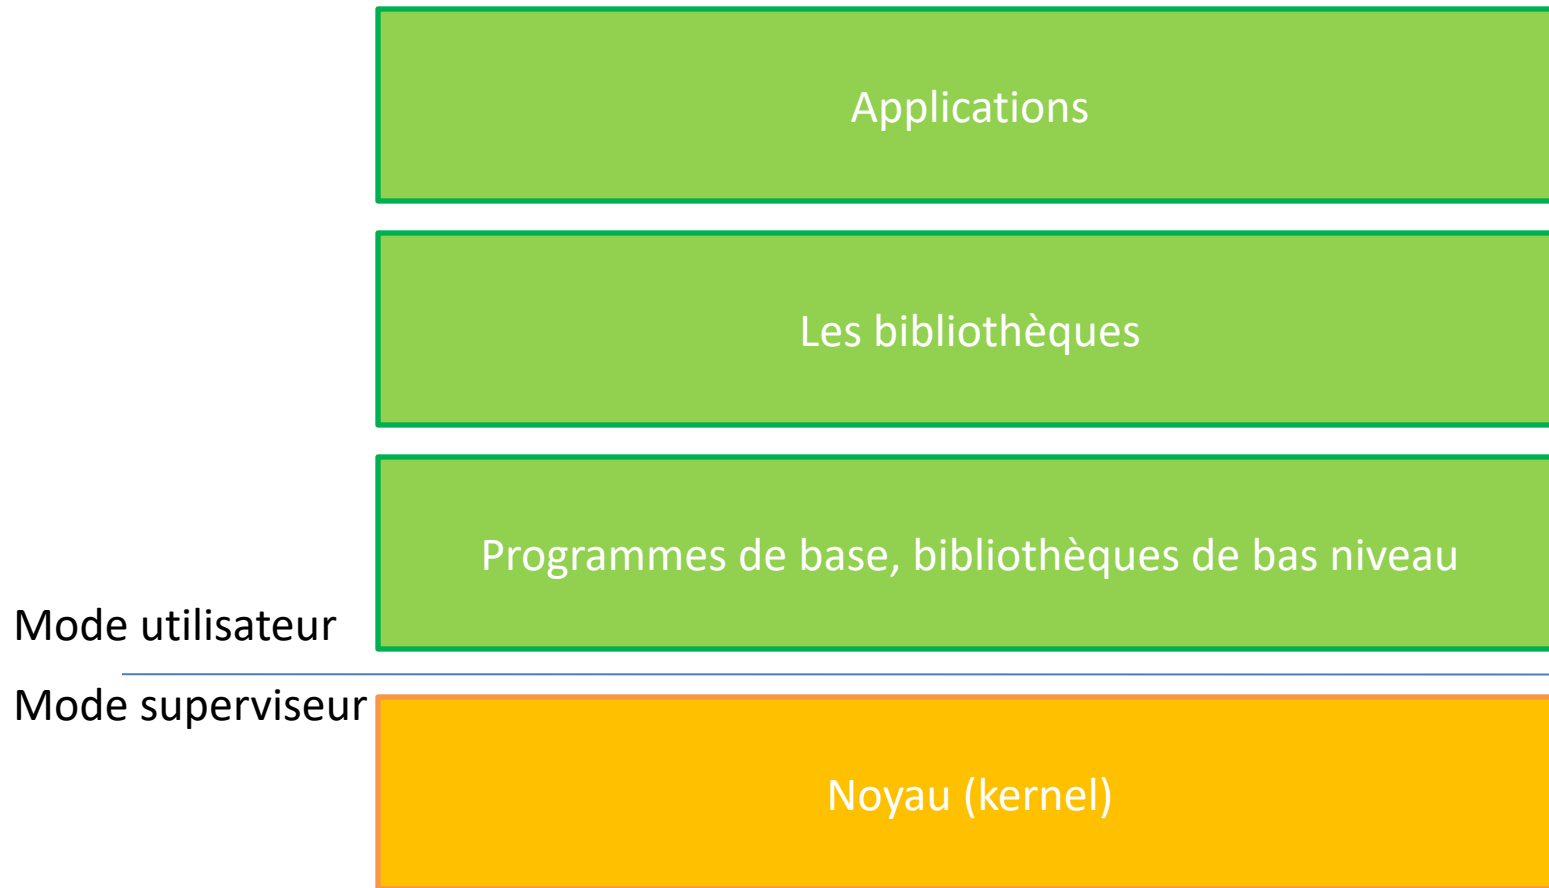 Applications
Les bibliothèques
Programmes de base, bibliothèques de bas niveau
Mode utilisateur
Mode superviseur
Noyau (kernel)